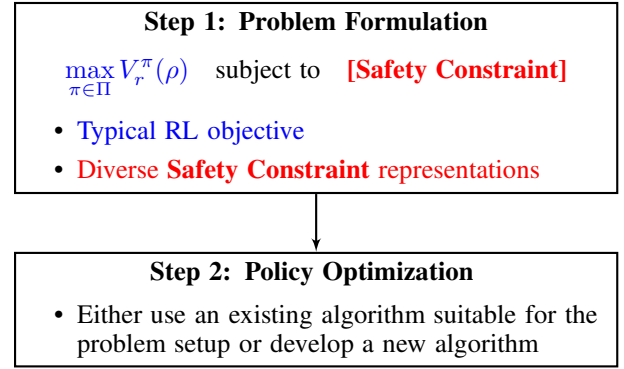 Step 1: Problem Formulation
max V_r^π(ρ) subject to [Safety Constraint]
π∈Π
• Typical RL objective
• Diverse Safety Constraint representations
Step 2: Policy Optimization
• Either use an existing algorithm suitable for the
problem setup or develop a new algorithm